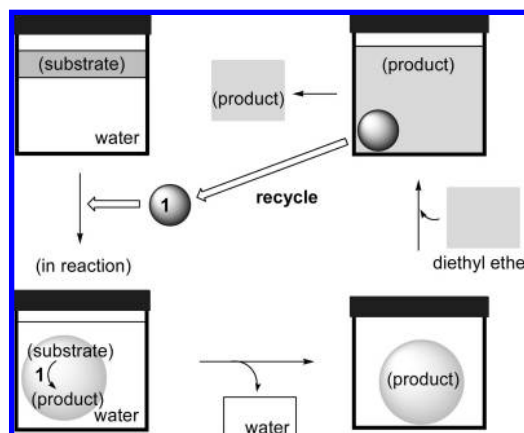 (substrate)
water
(product)
(product)
1
recycle
(in reaction)
diethyl ethe
(substrate)
1
(product)
water
water
(product)